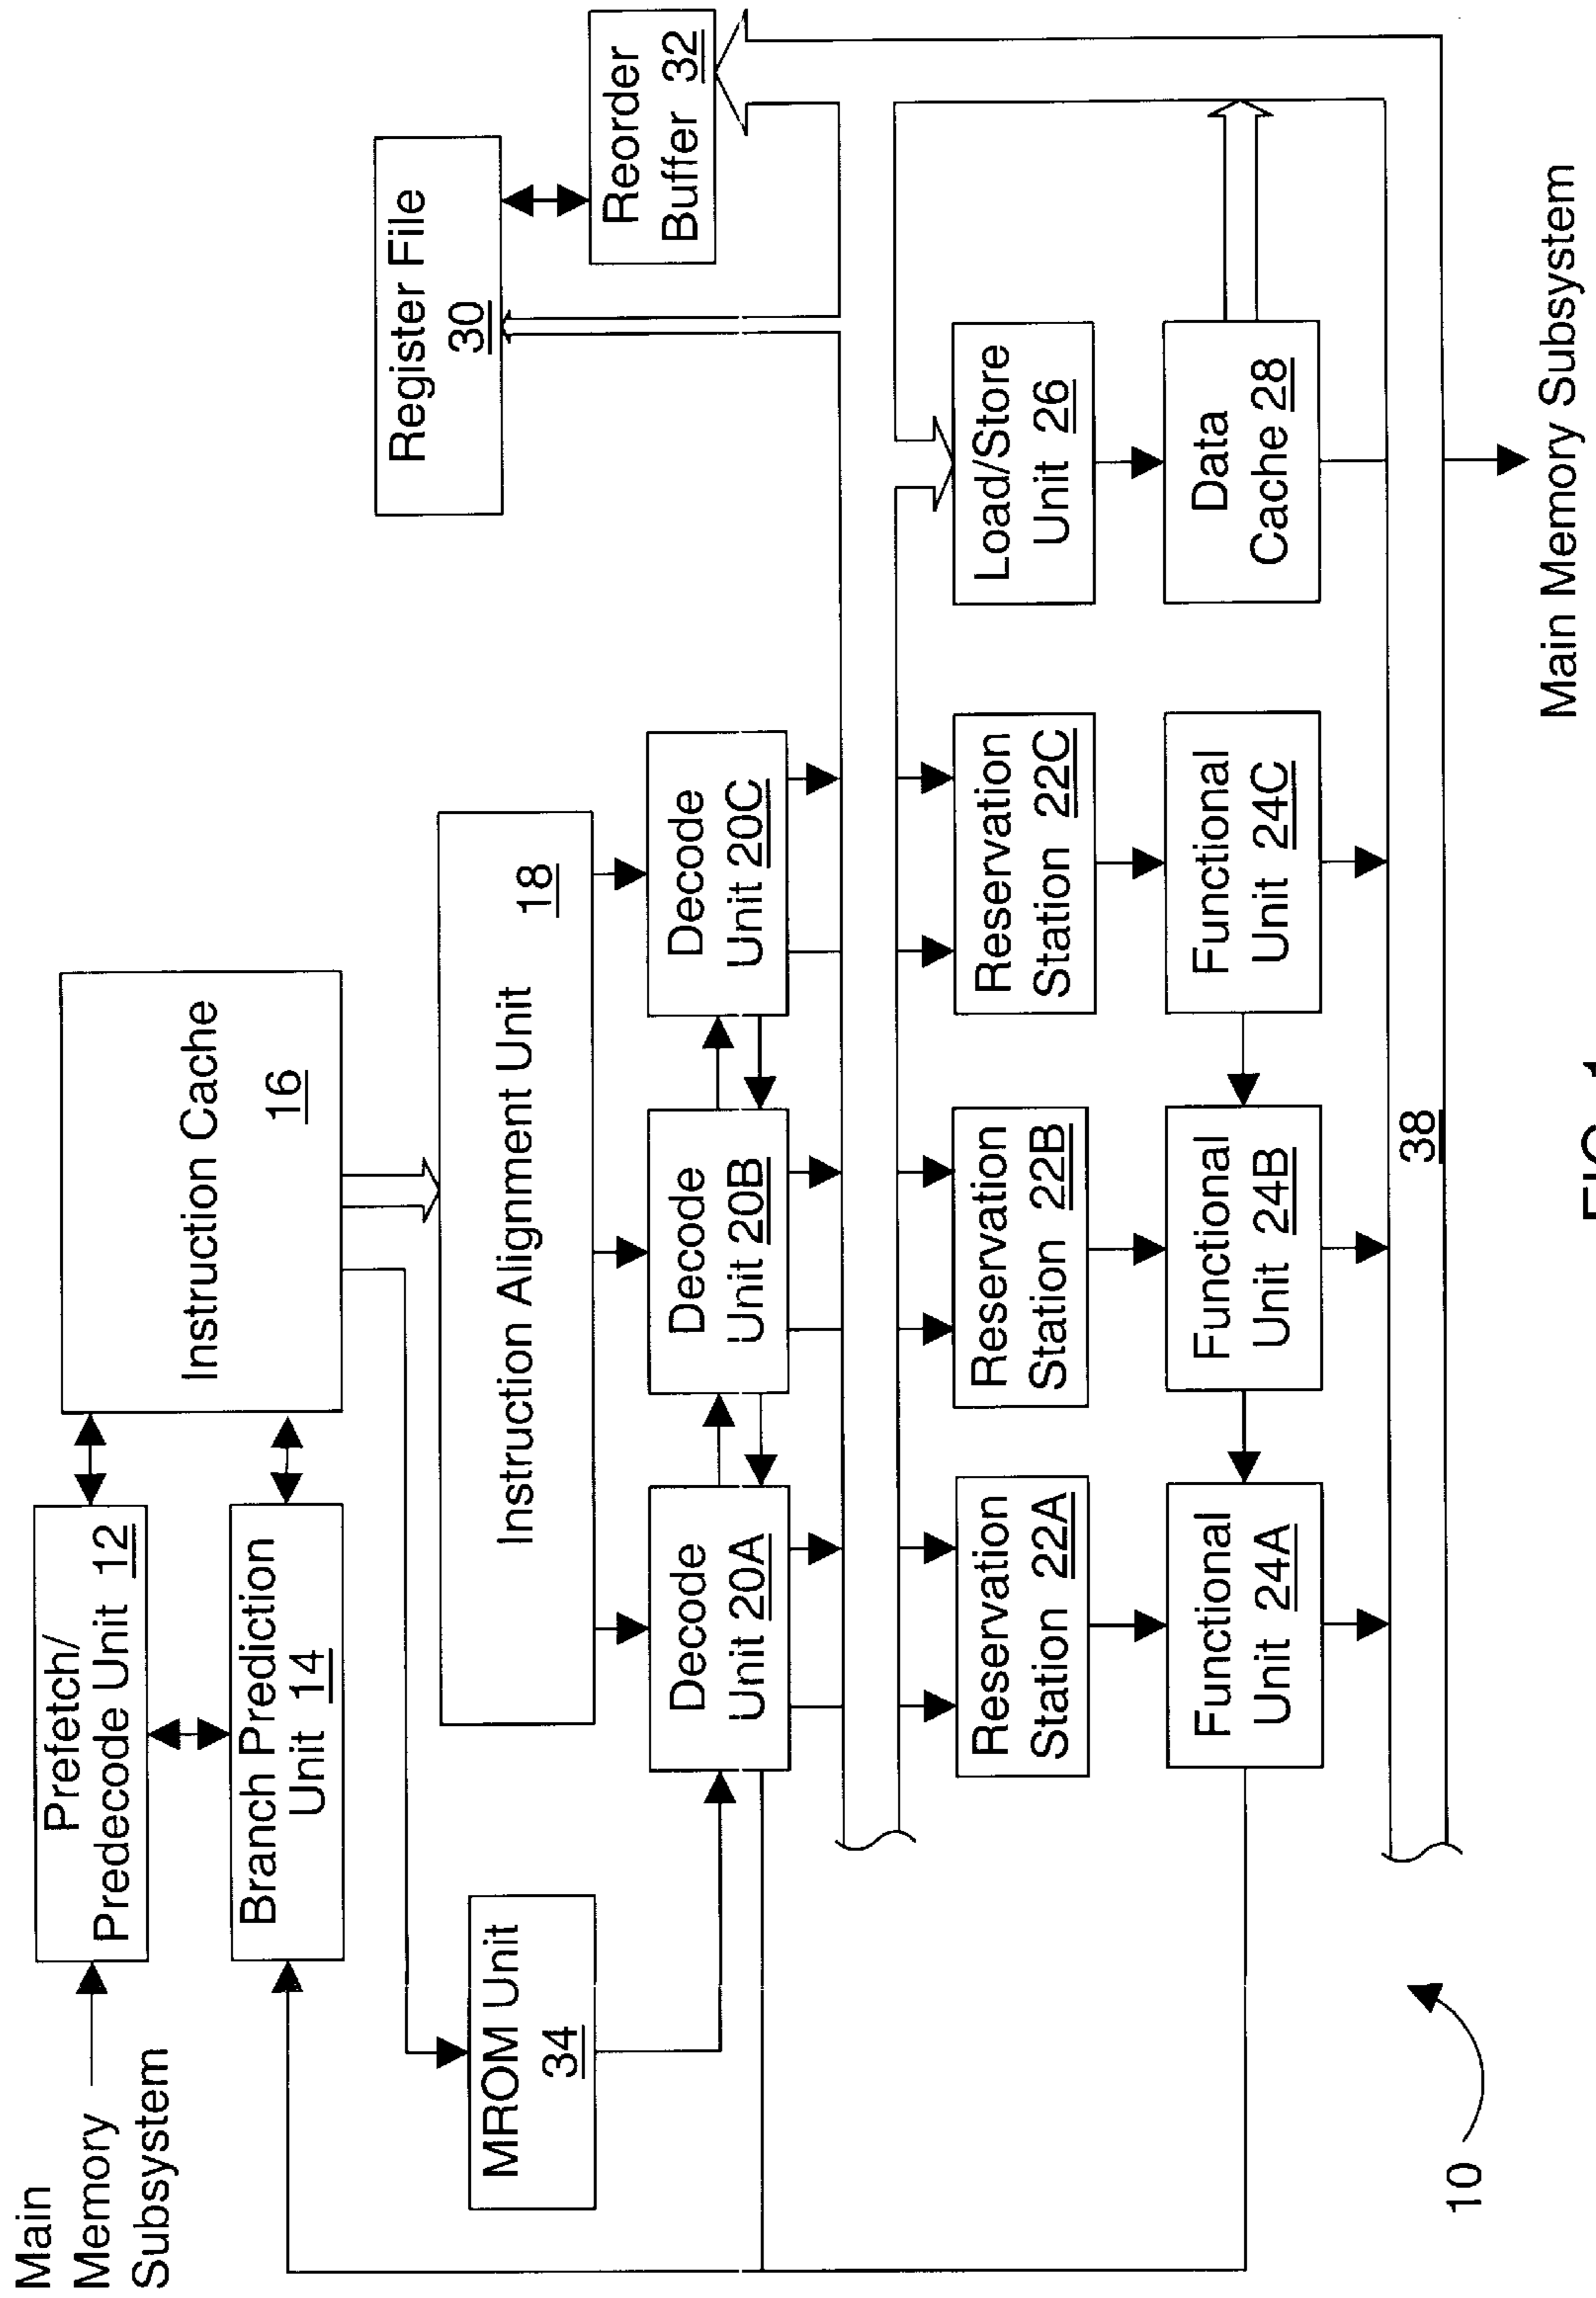 Main
Memory
Subsystem
Prefetch/
Predecode Unit 12
Branch Prediction
Unit 14
Instruction Cache
16
Register File
30
Reorder
Buffer 32
MROM Unit
34
Instruction Alignment Unit
18
Decode
Unit 20A
Decode
Unit 20B
Decode
Unit 20C
Reservation
Station 22A
Reservation
Station 22B
Reservation
Station 22C
Load/Store
Unit 26
Functional
Unit 24A
Functional
Unit 24B
Functional
Unit 24C
Data
Cache 28
38
10
Main Memory Subsystem